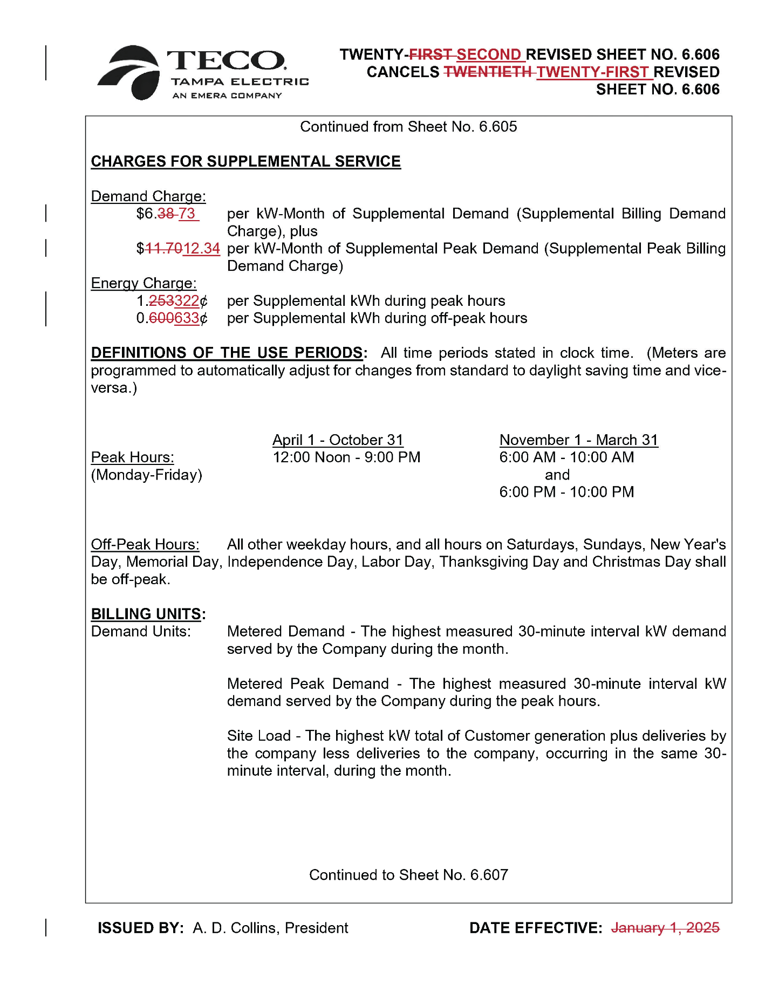 TECO.
TAMPA ELECTRIC
AN EMERA COMPANY
TWENTY-FIRST SECOND REVISED SHEET NO. 6.606
CANCELS TWENTIETH TWENTY-FIRST REVISED
SHEET NO. 6.606
Continued from Sheet No. 6.605
CHARGES FOR SUPPLEMENTAL SERVICE
Demand Charge:
$6.38 73 per kW-Month of Supplemental Demand (Supplemental Billing Demand
Charge), plus
$11.7012.34 per kW-Month of Supplemental Peak Demand (Supplemental Peak Billing
Demand Charge)
Energy Charge:
1.253322¢ per Supplemental kWh during peak hours
0.600633¢ per Supplemental kWh during off-peak hours
DEFINITIONS OF THE USE PERIODS: All time periods stated in clock time. (Meters are
programmed to automatically adjust for changes from standard to daylight saving time and vice-
versa.)
April 1 - October 31 November 1 - March 31
Peak Hours: 12:00 Noon - 9:00 PM 6:00 AM - 10:00 AM
(Monday-Friday) and
6:00 PM - 10:00 PM
Off-Peak Hours: All other weekday hours, and all hours on Saturdays, Sundays, New Year's
Day, Memorial Day, Independence Day, Labor Day, Thanksgiving Day and Christmas Day shall
be off-peak.
BILLING UNITS:
Demand Units: Metered Demand - The highest measured 30-minute interval kW demand
served by the Company during the month.
Metered Peak Demand - The highest measured 30-minute interval kW
demand served by the Company during the peak hours.
Site Load - The highest kW total of Customer generation plus deliveries by
the company less deliveries to the company, occurring in the same 30-
minute interval, during the month.
Continued to Sheet No. 6.607
ISSUED BY: A. D. Collins, President DATE EFFECTIVE: January 1, 2025